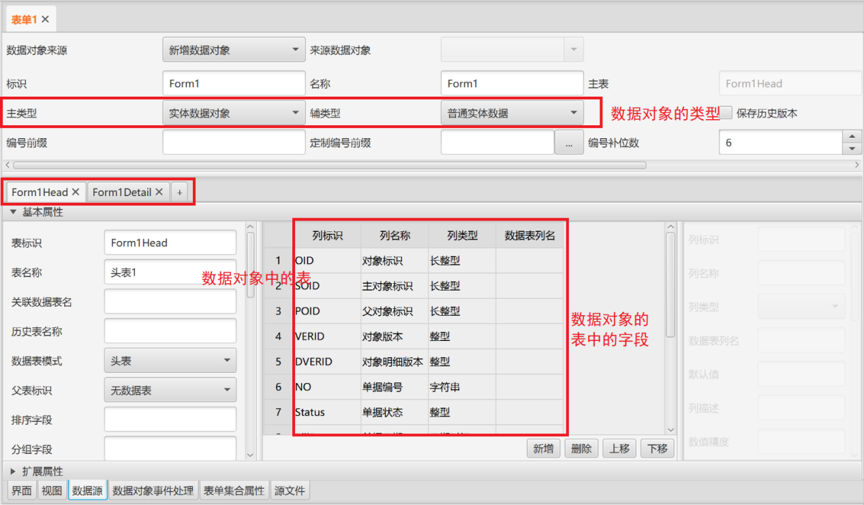 表单1
数据对象来源 新增数据对象 来源数据对象
标识 Form1 名称 Form1 主表 Form1Head
主类型 实体数据对象 辅类型 普通实体数据 数据对象的类型 保存历史版本
编号前缀 定制编号前缀 ... 编号补位数 6
Form1Head Form1Detail +
基本属性
列标识 列名称 列类型 数据表列名
表标识 Form1Head
列标识
1 OID 对象标识 长整型
表名称 头表1 数据对象中的表
列名称
2 SOID 主对象标识 长整型
关联数据表名
3 POID 父对象标识 长整型
列类型
数据对象的
表中的字段
历史表名称
4 VERID 对象版本 整型
数据表列名
数据表模式 头表
5 DVERID 对象明细版本 整型
默认值
父表标识 无数据表
6 NO 单据编号 字符串
列描述
排序字段
7 Status 单据状态 整型
分组字段
数值精度
新增 删除 上移 下移
扩展属性
界面 视图 数据源 数据对象事件处理 表单集合属性 源文件